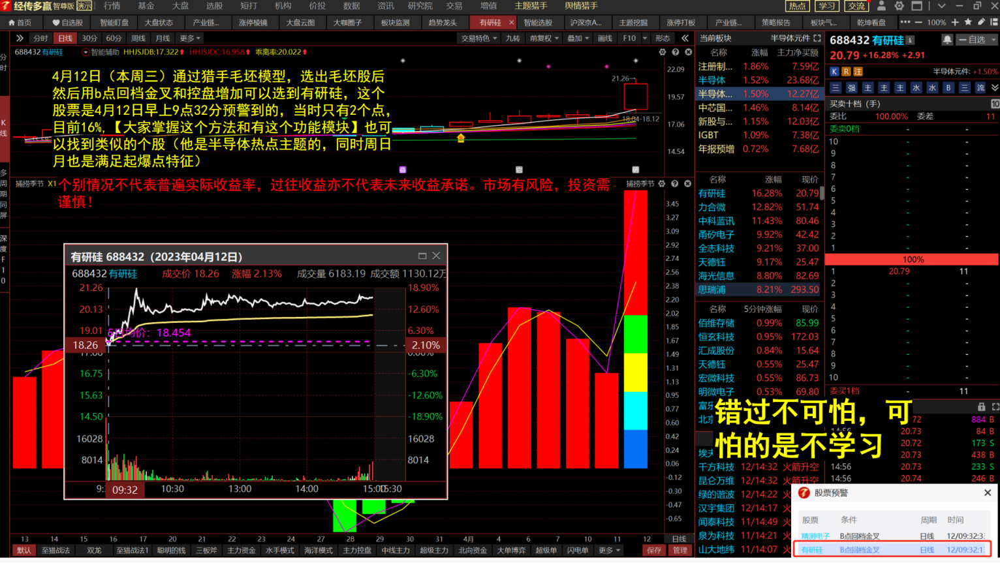 经传多赢 智尊版 演示 行情 基金 大盘 选股 短打 机构 价投 数据 资讯 研究院 交易 增值 主题猎手 舆情猎手 热点 学习 交流
首页 自选股 智能盯盘 大盘状态 产业链... 涨停棱镜 大盘云图 大咖圈子 板块监测 趋势龙头 有研硅 智能选股 沪深京A... 主题挖掘 涨停打板 产业链... 策略报告 板块气... 乾坤看盘 100%
分时 日线 30分 60分 周线 月线 更多 交易特色 九转 前复权 叠加 画线 F10 形态
688432 有研硅 智能辅助 HHJSJDB:17.322 HHJSJDC:16.958 乖离率:20.022
4月12日（本周三）通过猎手毛坯模型，选出毛坯股后
然后用b点回档金叉和控盘增加可以选到有研硅，这个
股票是4月12日早上9点32分预警到的，当时只有2个点，
目前16%，【大家掌握这个方法和有这个功能模块】也可
以找到类似的个股（他是半导体热点主题的，同时周日
月也是满足起爆点特征）
21.26
18.04-18.12
22.09
19.57
17.06
14.54
分时
K线
多周期同屏
深度F10
捕捞季节 X1
个别情况不代表普遍实际收益率，过往收益亦不代表未来收益承诺。市场有风险，投资需
谨慎！
捕捞季节
3.45
3.27
3.09
2.92
2.74
2.56
2.38
2.20
2.02
1.85
1.67
1.49
1.31
1.13
0.95
0.77
0.60
0.42
0.24
0.06
-0.12
-0.30
-0.47
-0.65
有研硅 688432（2023年04月12日）
688432 有研硅 成交价 18.26 涨幅 2.13% 成交量 6183.19 成交额 1130.12万
21.26 18.90%
20.13 12.60%
19.01 6.30%
均价：18.454
18.26 2.10%
0.00%
16.75 -6.30%
15.63 -12.60%
14.50 -18.90%
16028 16028
8014 8014
09:32 10:30 13:00 14:00
13 14 15 16 17 20 21 22 23 24 27 28 29 30 31 4月 4 6 7 10 11 12 日线
默认 至猎战法 双龙 至猎战法1 聪明的钱 三板斧 主力资金 水手模式 海洋模式 主力控盘 中线主力 超级主力 北向资金 大单博弈 超级单 闪电单 更多 保存 管理
当前板块 半导体元件
名称 涨幅 主力净买额
注册制... 1.86% 7.59亿
半导体 1.52% 23.68亿
半导体... 1.50% 12.27亿
中芯国... 1.46% 8.14亿
新股与... 1.15% 12.03亿
IGBT 1.09% 7.38亿
年报预增 0.72% 7.68亿
名称 涨幅 现价
有研硅 16.28% 20.79
力合微 12.82% 51.74
中科蓝讯 11.43% 80.46
甬矽电子 9.92% 42.42
全志科技 9.21% 37.00
天德钰 9.17% 25.47
海光信息 8.80% 82.69
思瑞浦 8.21% 293.50
名称 5分钟涨幅 现价
佰维存储 0.99% 85.99
恒玄科技 0.95% 172.03
汇成股份 0.84% 15.64
天德钰 0.55% 25.47
宏微科技 0.55% 86.73
明微电子 0.53% 69.80
错过不可怕，可
怕的是不学习
千方科技 12/14:32 火箭升空
昆仑万维 12/14:32 火箭升空
绿的谐波 12/14:22 火
汉宇集团 12/14:17 火
闻泰科技 11/14:49 火
泉为科技 11/14:21 火
山大地纬 11/14:07 火
688432 有研硅 自选
20.79 +16.28% +2.91
K R 注 半导体元件: +1.50%
三 强 主 主 主 水 水 B 三 流
买卖十档（手） 10
委比 100.00% 委差 11
委卖0档 - -
10 - -
9 - -
8 - -
7 - -
6 - -
5 - -
4 - -
3 - -
2 - -
1 - -
100%
1 20.79 11
2 - -
3 - -
4 - -
5 - -
6 - -
7 - -
8 - -
9 - -
10 - -
委买1档 - 11
884 B
20.73 84 B
20.72 173 S
20.73 438 B
14:56 20.73 233 S
14:56 20.74 246 B
股票预警
股票 条件 周期 时间
精测电子 B点回档金叉 日线 12/09:32:3
有研硅 B点回档金叉 日线 12/09:32:1